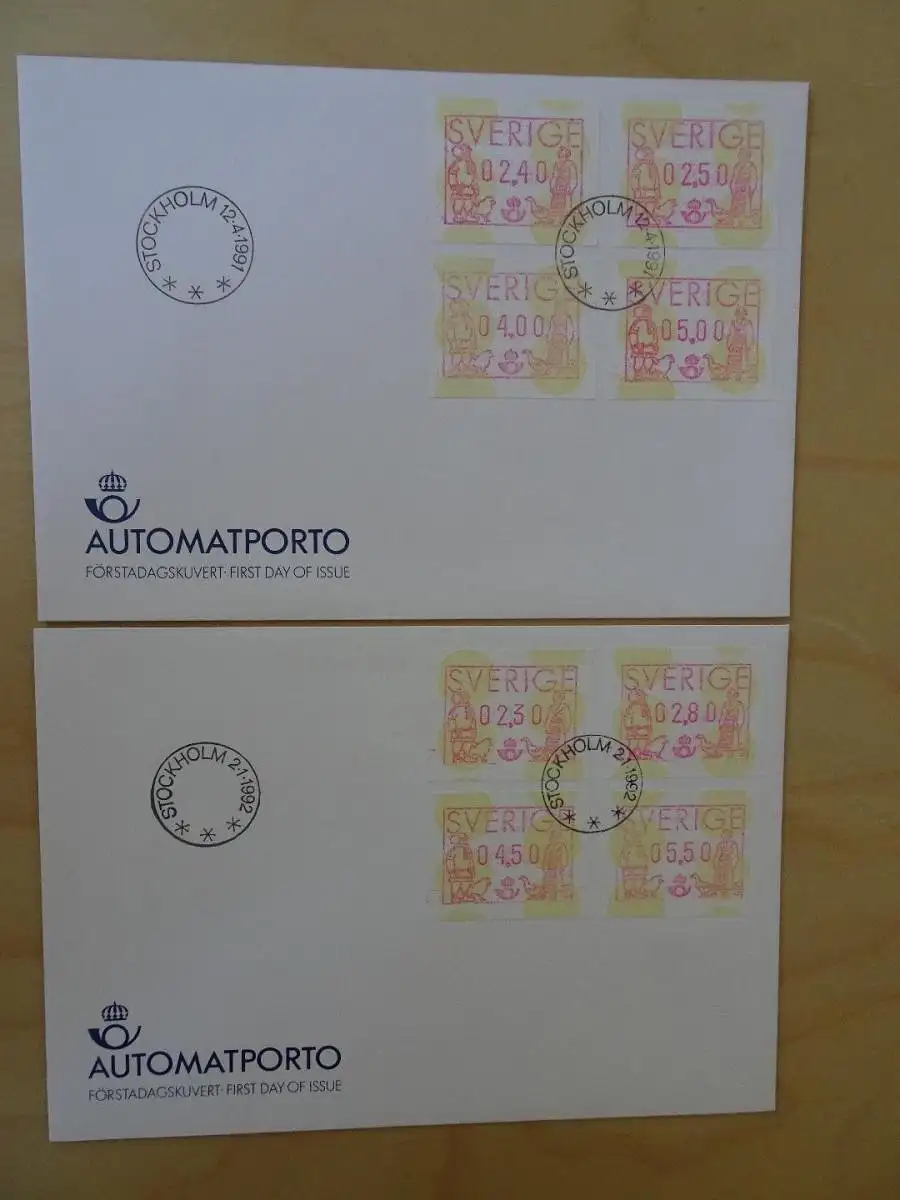 SVERIGE
02,40
SVERIGE
02,50
STOCKHOLM 12·4·1991
STOCKHOLM 12·4·1991
SVERIGE
04,00
SVERIGE
05,00
AUTOMATPORTO
FÖRSTADAGSKUVERT· FIRST DAY OF ISSUE
SVERIGE
02,30
SVERIGE
02,80
STOCKHOLM 2·1·1992
STOCKHOLM 2·1·1992
SVERIGE
04,50
SVERIGE
05,50
AUTOMATPORTO
FÖRSTADAGSKUVERT· FIRST DAY OF ISSUE